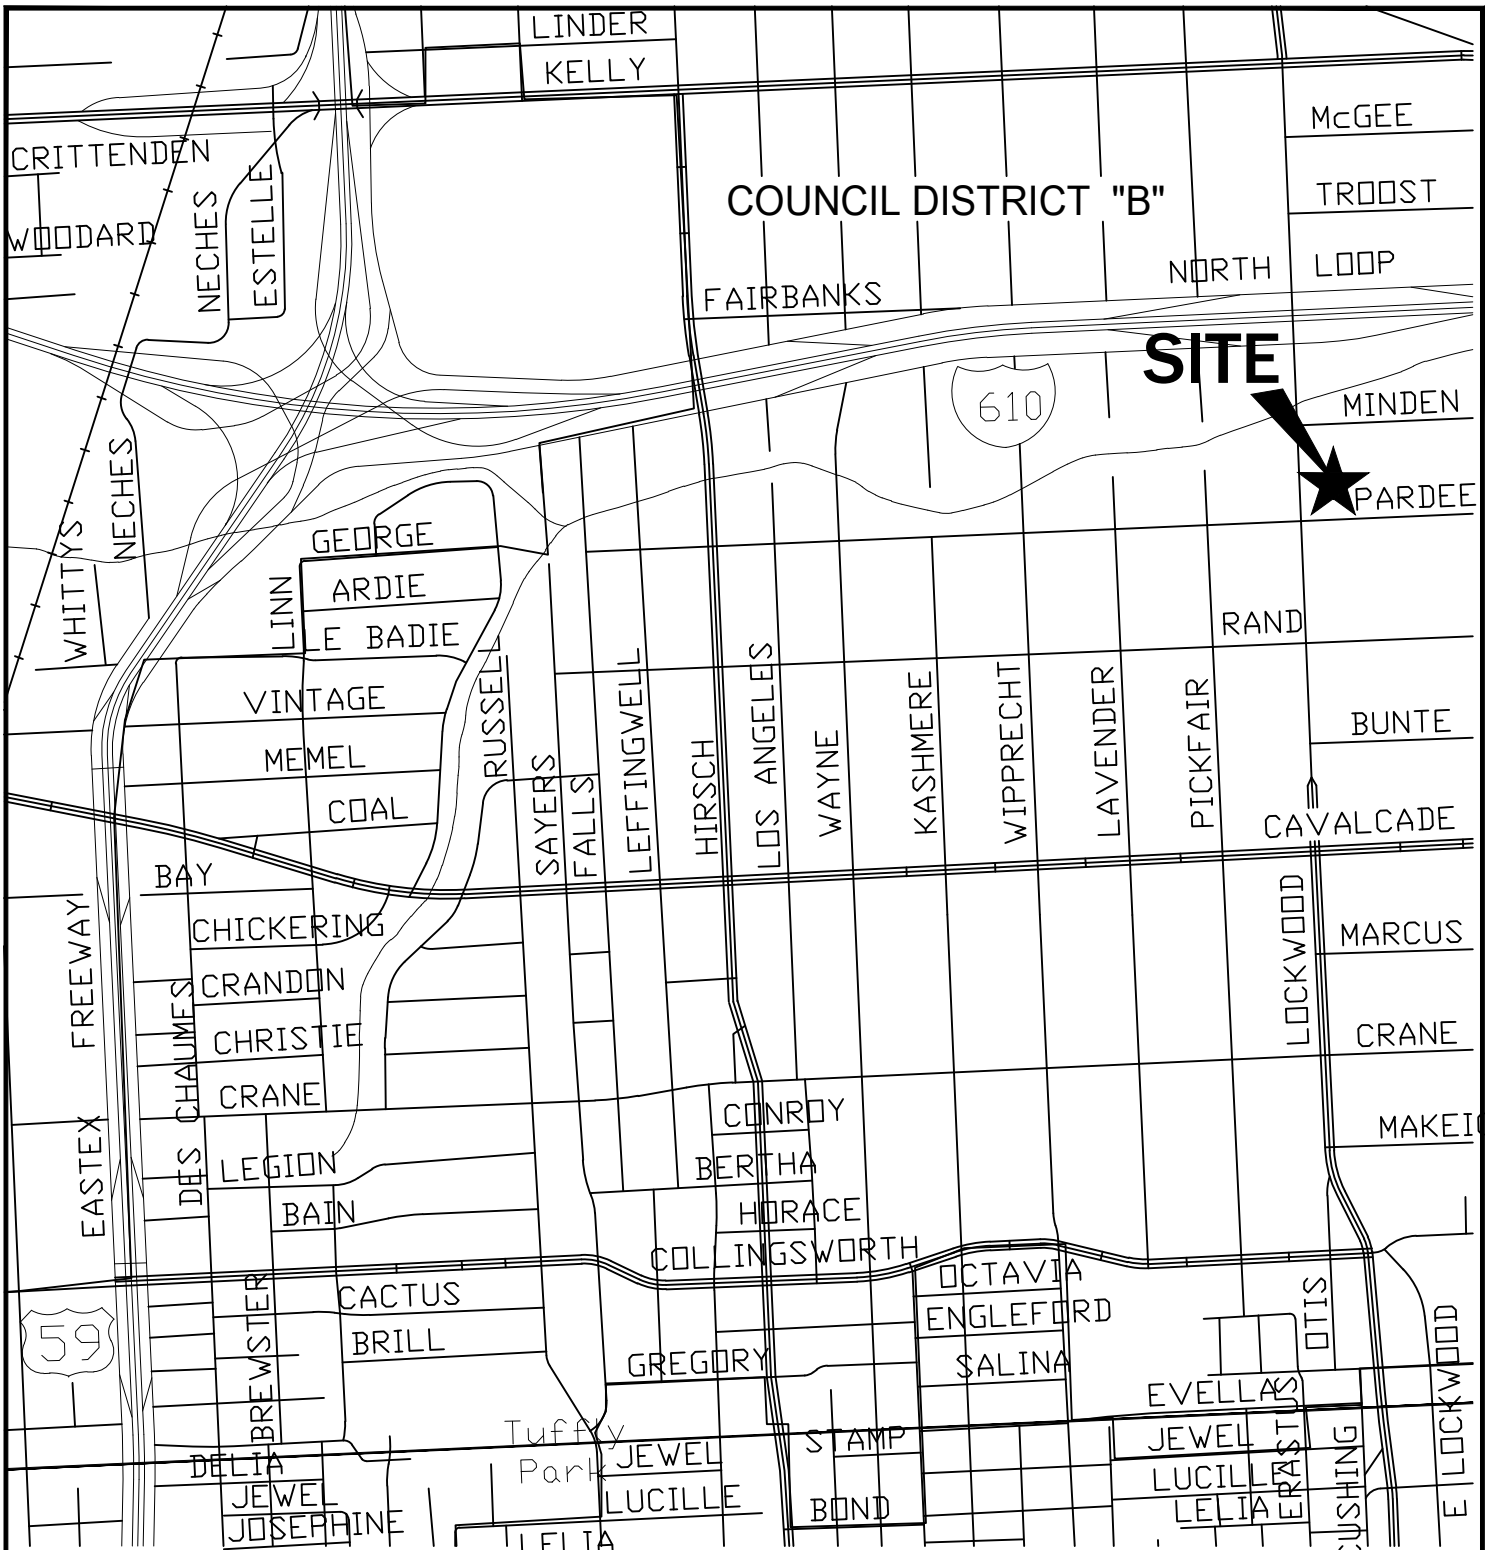 LINDER
KELLY
McGEE
CRITTENDEN
TROOST
COUNCIL DISTRICT "B"
WOODARD
NECHES
ESTELLE
NORTH LOOP
FAIRBANKS
SITE
610
MINDEN
PARDEE
NECHES
WHITTYS
GEORGE
LINN
ARDIE
LE BADIE
RAND
VINTAGE
RUSSELL
LEFFINGWELL
LOS ANGELES
KASHMERE
WIPPRECHT
LAVENDER
PICKFAIR
BUNTE
MEMEL
SAYERS
FALLS
HIRSCH
WAYNE
COAL
CAVALCADE
BAY
FREEWAY
CHICKERING
LOCKWOOD
MARCUS
CRANDON
DES CHAUMES
CHRISTIE
CRANE
CRANE
CONROY
MAKEI
EASTEX
LEGION
BERTHA
BAIN
HORACE
COLLINGSWORTH
OCTAVIA
CACTUS
ENGLEFORD
OTIS
59
BREWSTER
BRILL
GREGORY
SALINA
E LOCKWOOD
EVELLA
ERASTUS
Tuffly
Park
STAMP
JEWEL
CUSHING
DELIA
JEWEL
LUCILLE
JEWEL
LUCILLE
BOND
LELIA
JOSEPHINE
LELIA